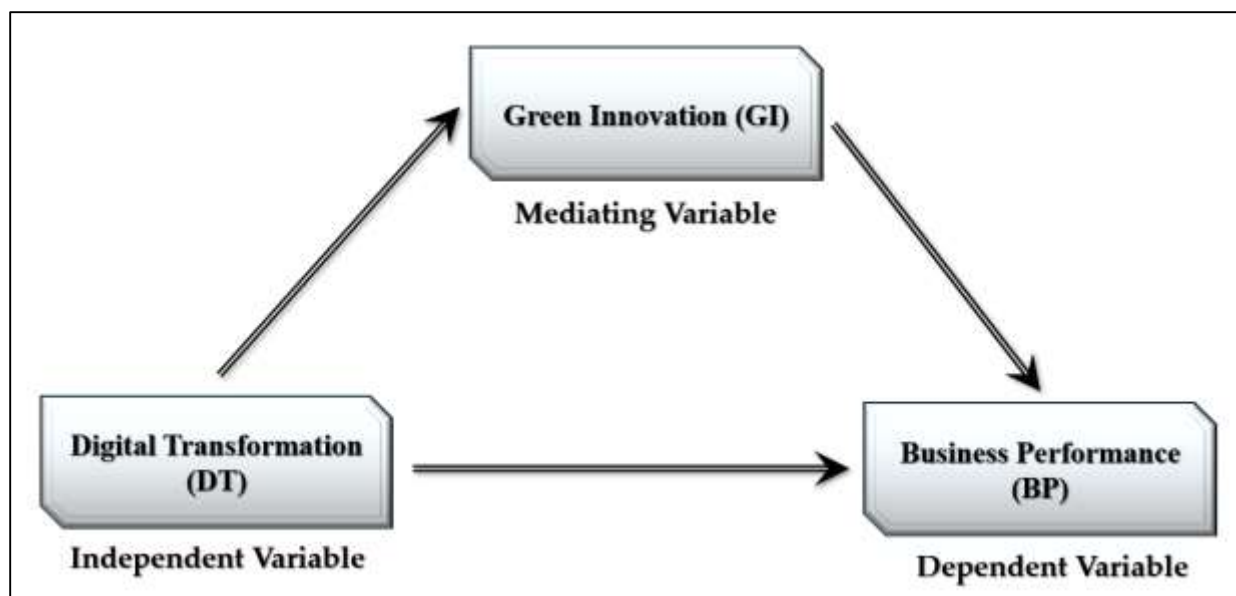 Green Innovation (GI)
Mediating Variable
Digital Transformation
(DT)
Independent Variable
Business Performance
(BP)
Dependent Variable